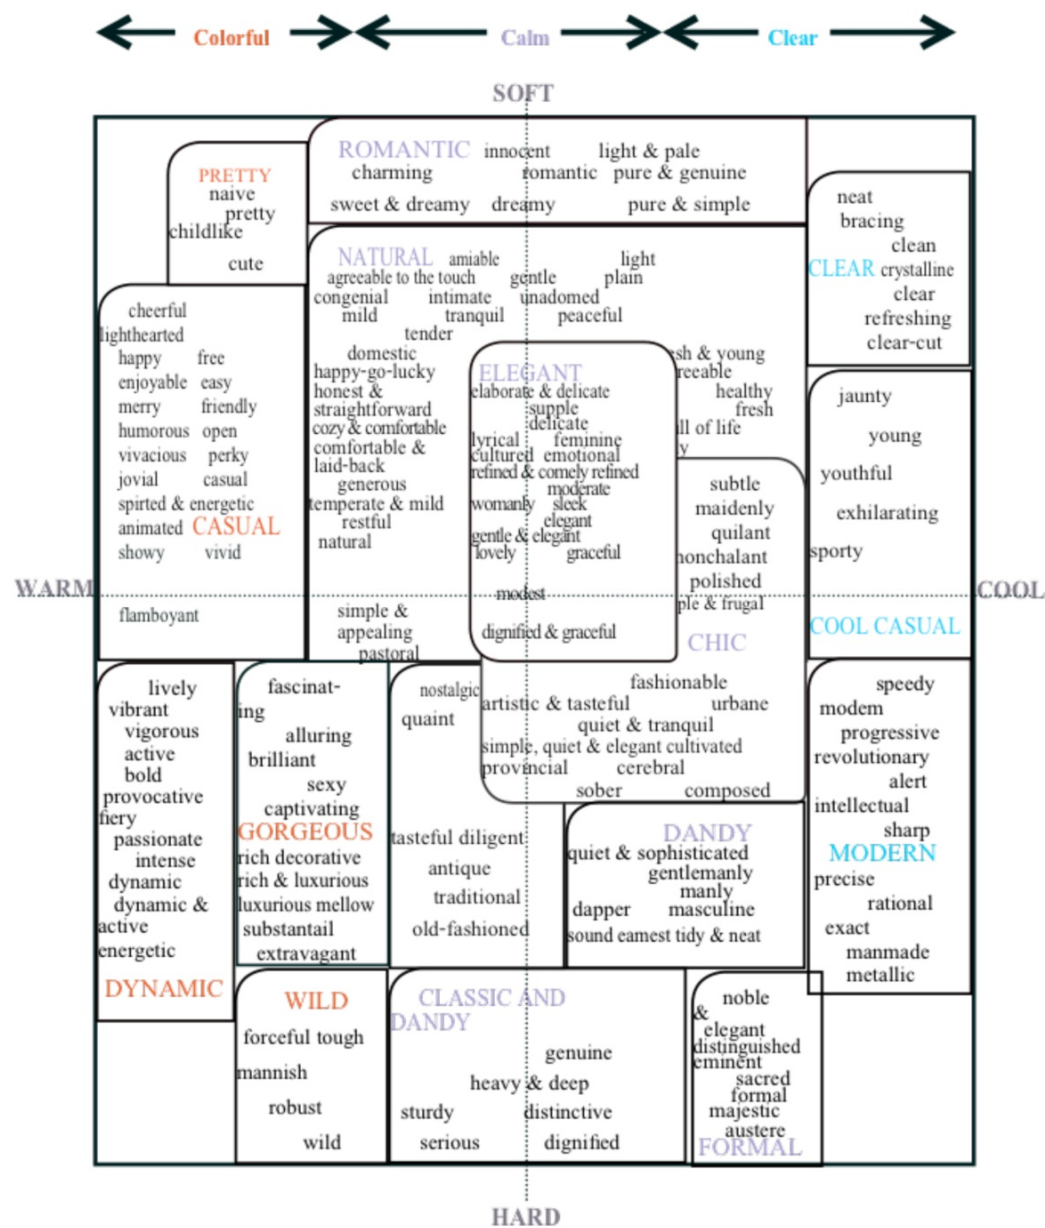 Colorful Calm Clear
SOFT
PRETTY
naive
pretty
childlike
cute
ROMANTIC innocent light & pale
charming romantic pure & genuine
sweet & dreamy dreamy pure & simple
neat
bracing
clean
CLEAR crystalline
clear
refreshing
clear-cut
cheerful
lighthearted
happy free
enjoyable easy
merry friendly
humorous open
vivacious perky
jovial casual
spirted & energetic
animated CASUAL
showy vivid
flamboyant
NATURAL amiable light
agreeable to the touch gentle plain
congenial intimate unadomed
mild tranquil peaceful
tender
domestic
happy-go-lucky
honest &
straightforward
cozy & comfortable
comfortable &
laid-back
generous
temperate & mild
restful
natural
simple &
appealing
pastoral
sh & young
reeable
healthy
fresh
ll of life
y
ELEGANT
elaborate & delicate
supple
delicate
lyrical feminine
cultured emotional
refined & comely refined
moderate
womanly sleek
elegant
gentle & elegant
lovely graceful
modest
dignified & graceful
subtle
maidenly
quilant
nonchalant
polished
ple & frugal
CHIC
fashionable
artistic & tasteful urbane
quiet & tranquil
simple, quiet & elegant cultivated
provincial cerebral
sober composed
jaunty
young
youthful
exhilarating
sporty
COOL CASUAL
WARM
COOL
lively
vibrant
vigorous
active
bold
provocative
fiery
passionate
intense
dynamic
dynamic &
active
energetic
DYNAMIC
fascinat-
ing
alluring
brilliant
sexy
captivating
GORGEOUS
rich decorative
rich & luxurious
luxurious mellow
substantail
extravagant
nostalgic
quaint
tasteful diligent
antique
traditional
old-fashioned
DANDY
quiet & sophisticated
gentlemanly
manly
dapper masculine
sound eamest tidy & neat
speedy
modem
progressive
revolutionary
alert
intellectual
sharp
MODERN
precise
rational
exact
manmade
metallic
WILD
forceful tough
mannish
robust
wild
CLASSIC AND
DANDY
genuine
heavy & deep
sturdy distinctive
serious dignified
noble
&
elegant
distinguished
eminent
sacred
formal
majestic
austere
FORMAL
HARD